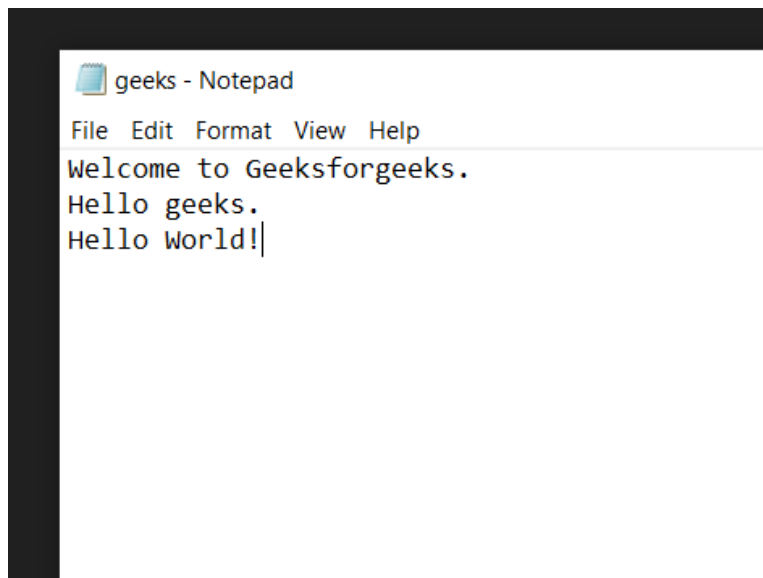 geeks - Notepad
File Edit Format View Help
Welcome to Geeksforgeeks.
Hello geeks.
Hello World!